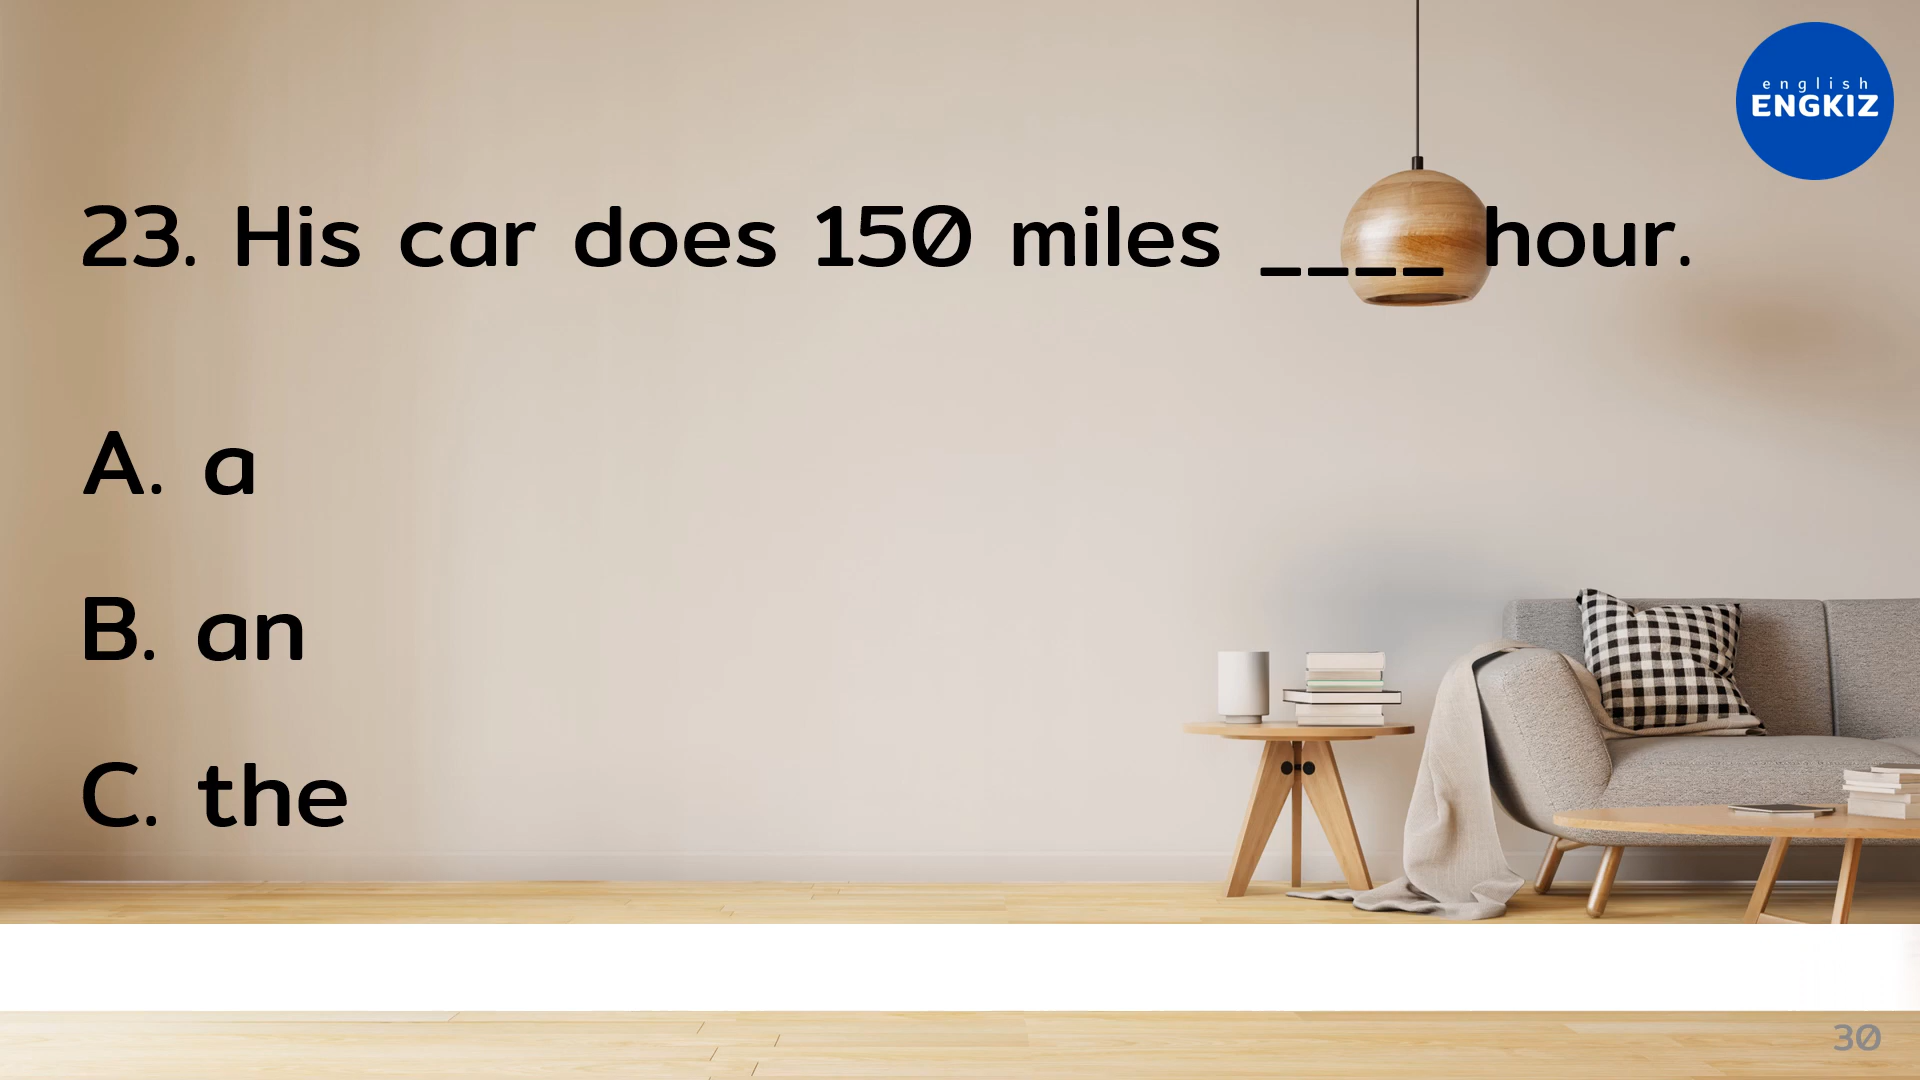 english
ENGKIZ
23. His car does 150 miles ____ hour.
A. a
B. an
C. the
30